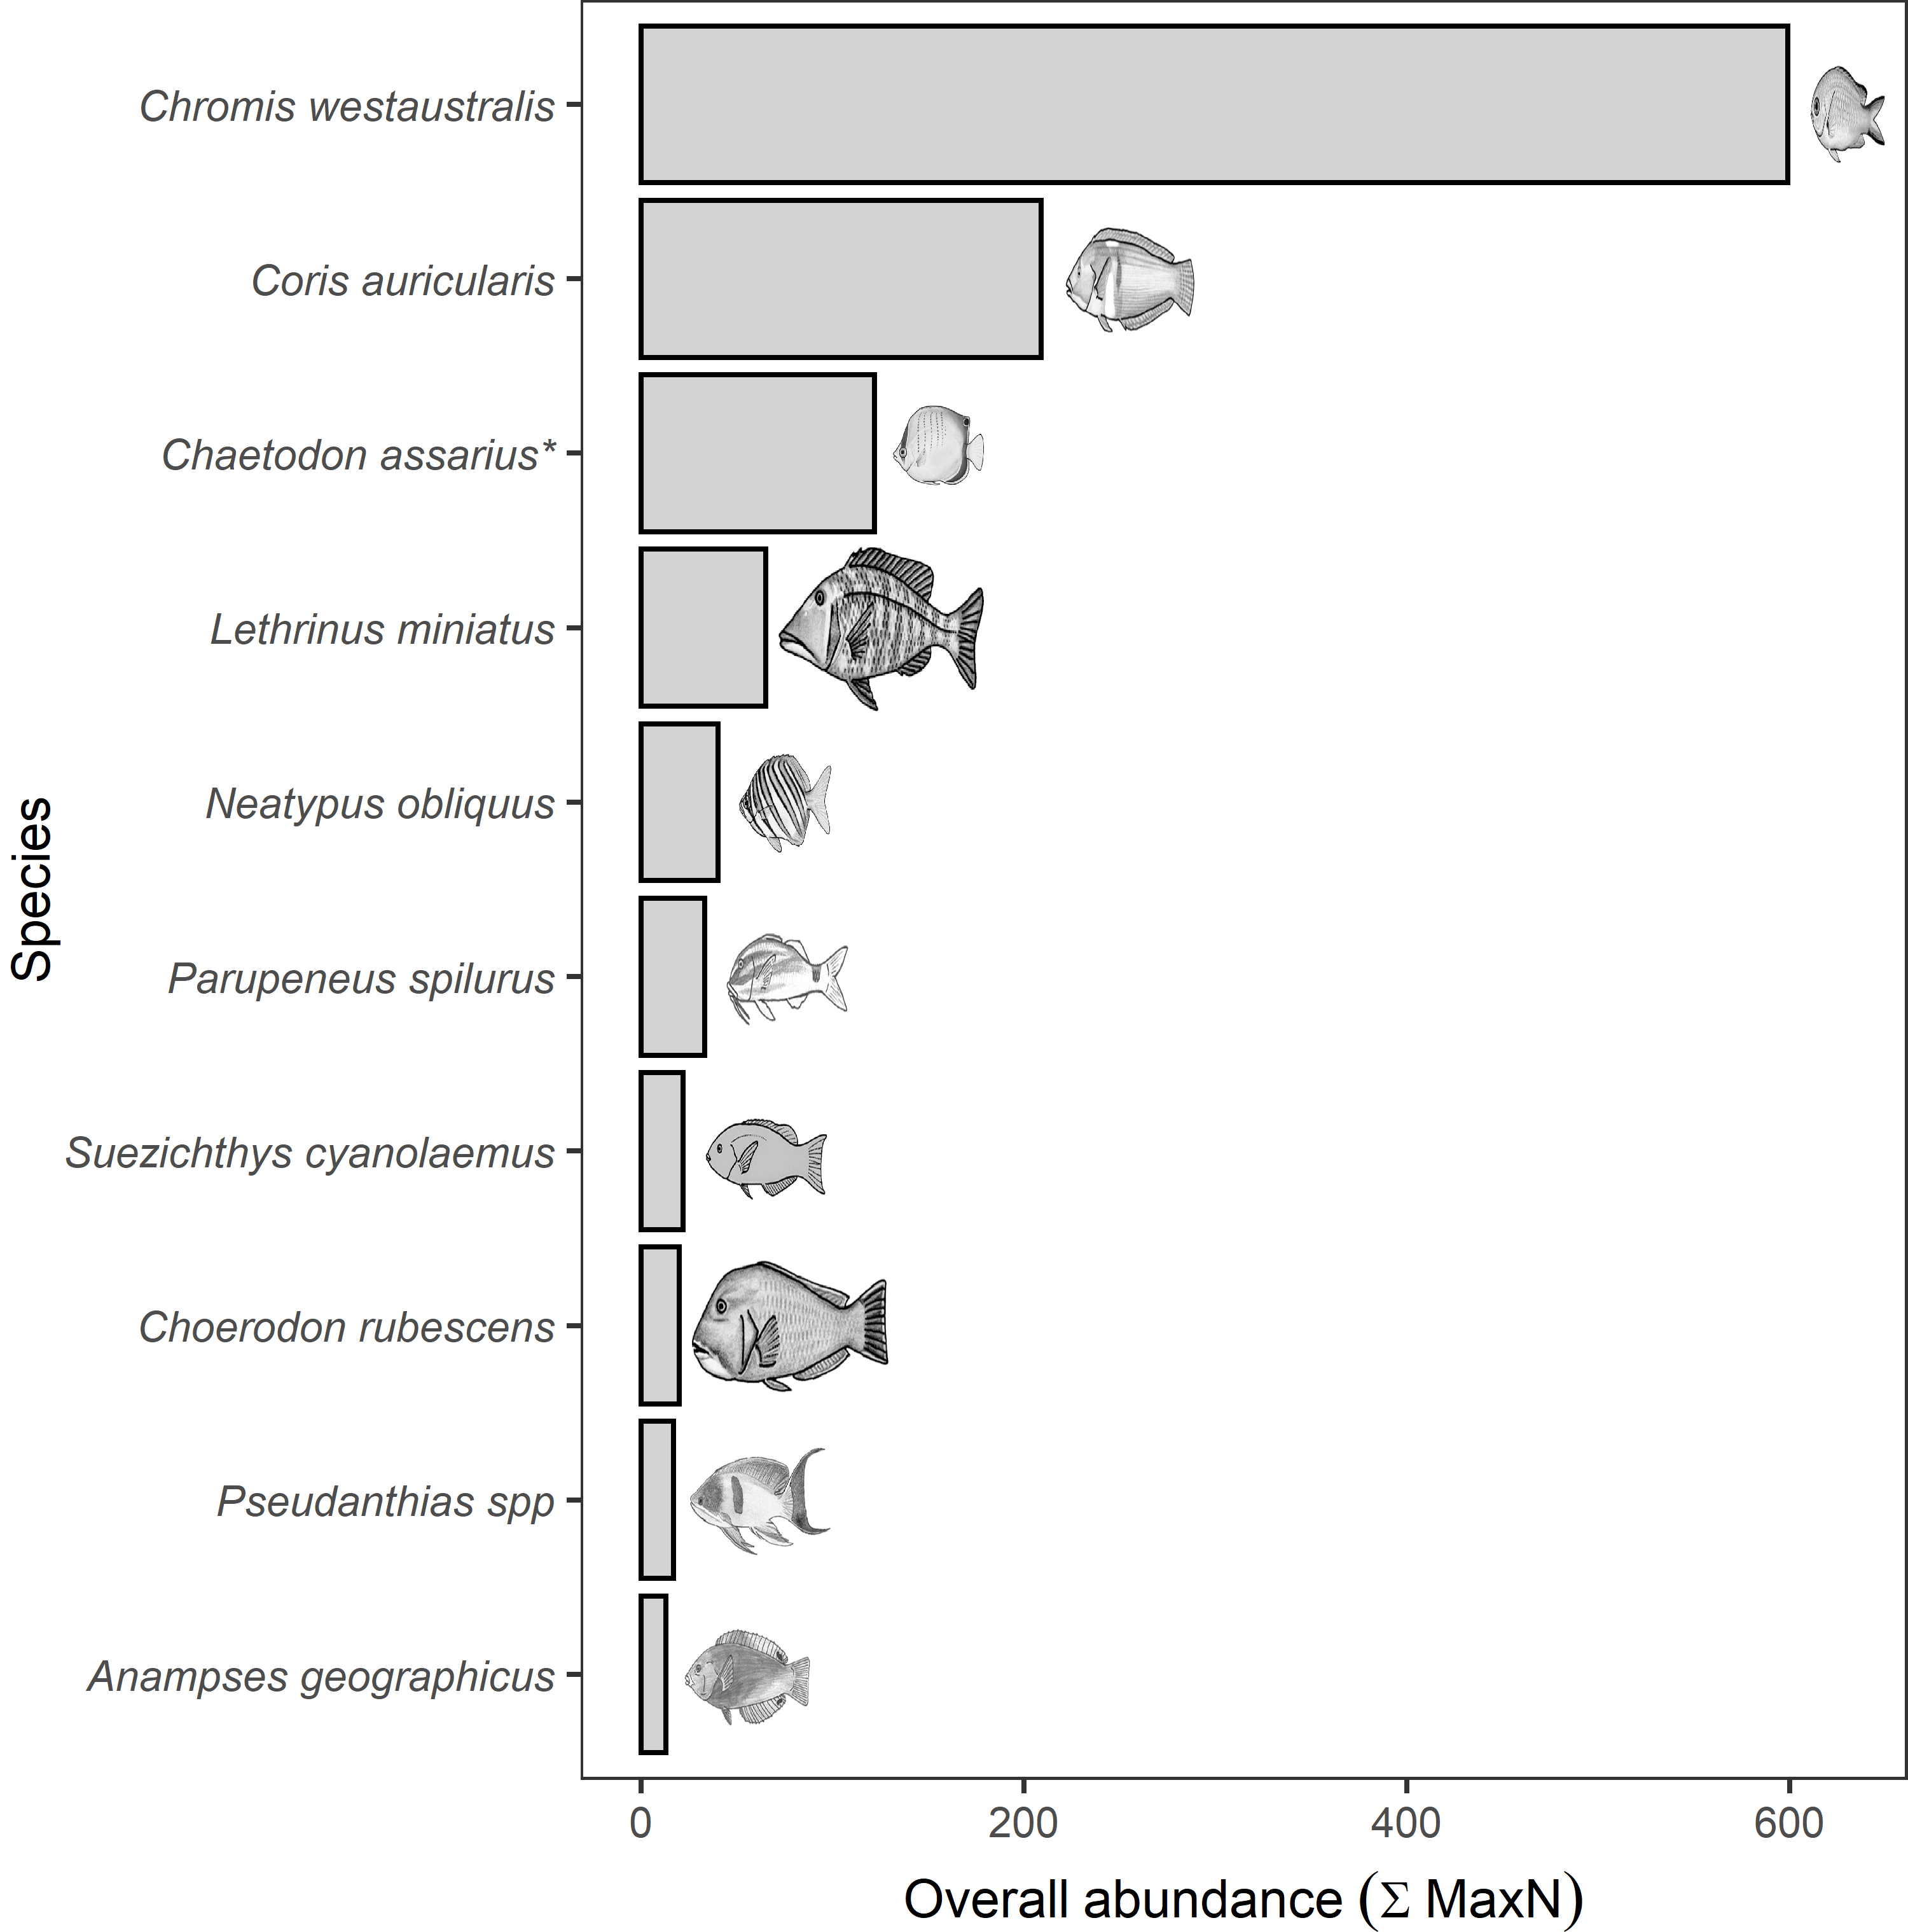 Chromis westaustralis
Coris auricularis
Chaetodon assarius*
Lethrinus miniatus
Neatypus obliquus
Parupeneus spilurus
Suezichthys cyanolaemus
Choerodon rubescens
Pseudanthias spp
Anampses geographicus
Species
0 200 400 600
Overall abundance (Σ MaxN)